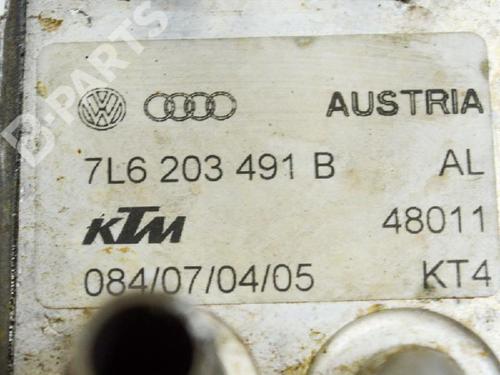 B-PARTS
AUSTRIA
7L6 203 491 B AL
KTM 48011
084/07/04/05 KT4